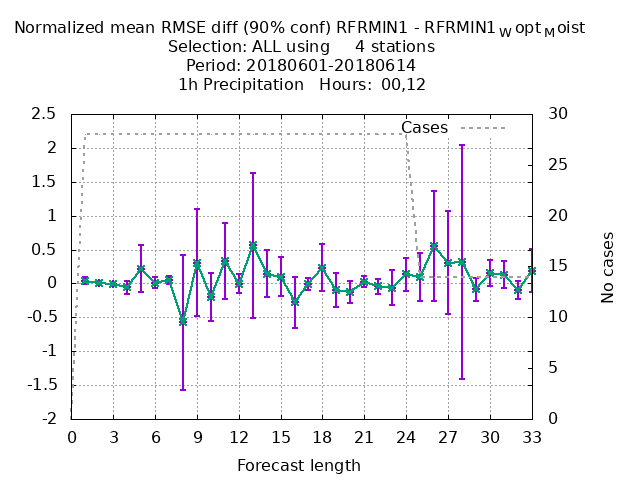 Normalized mean RMSE diff (90% conf) RFRMIN1 - RFRMIN1WoptMoist
Selection: ALL using 4 stations
Period: 20180601-20180614
1h Precipitation Hours: 00,12
Cases
2.5
2
1.5
1
0.5
0
-0.5
-1
-1.5
-2
30
25
20
15
10
5
0
No cases
0 3 6 9 12 15 18 21 24 27 30 33
Forecast length